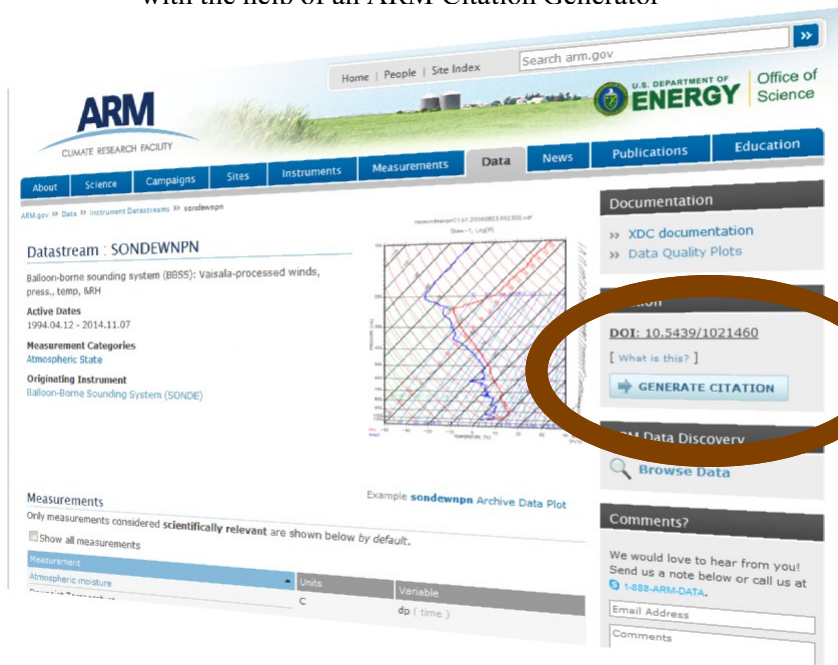 with the help of an ARM Citation Generator
Home | People | Site Index
Search arm.gov
»
ARM
CLIMATE RESEARCH FACILITY
U.S. DEPARTMENT OF
ENERGY
Office of
Science
About
Science
Campaigns
Sites
Instruments
Measurements
Data
News
Publications
Education
ARM.gov » Data » Instrument Datastreams » sondewnpn
Datastream : SONDEWNPN
Balloon-borne sounding system (BBSS): Vaisala-processed winds,
press., temp, &RH
Active Dates
1994.04.12 - 2014.11.07
Measurement Categories
Atmospheric State
Originating Instrument
Balloon-Borne Sounding System (SONDE)
Skew-T, Log(P)
Example sondewnpn Archive Data Plot
Measurements
Only measurements considered scientifically relevant are shown below by default.
Show all measurements
Measurement
Units
Variable
Atmospheric moisture
C
dp ( time )
Documentation
» XDC documentation
» Data Quality Plots
DOI: 10.5439/1021460
[ What is this? ]
GENERATE CITATION
Data Discovery
Browse Data
Comments?
We would love to hear from you!
Send us a note below or call us at
1-888-ARM-DATA.
Email Address
Comments